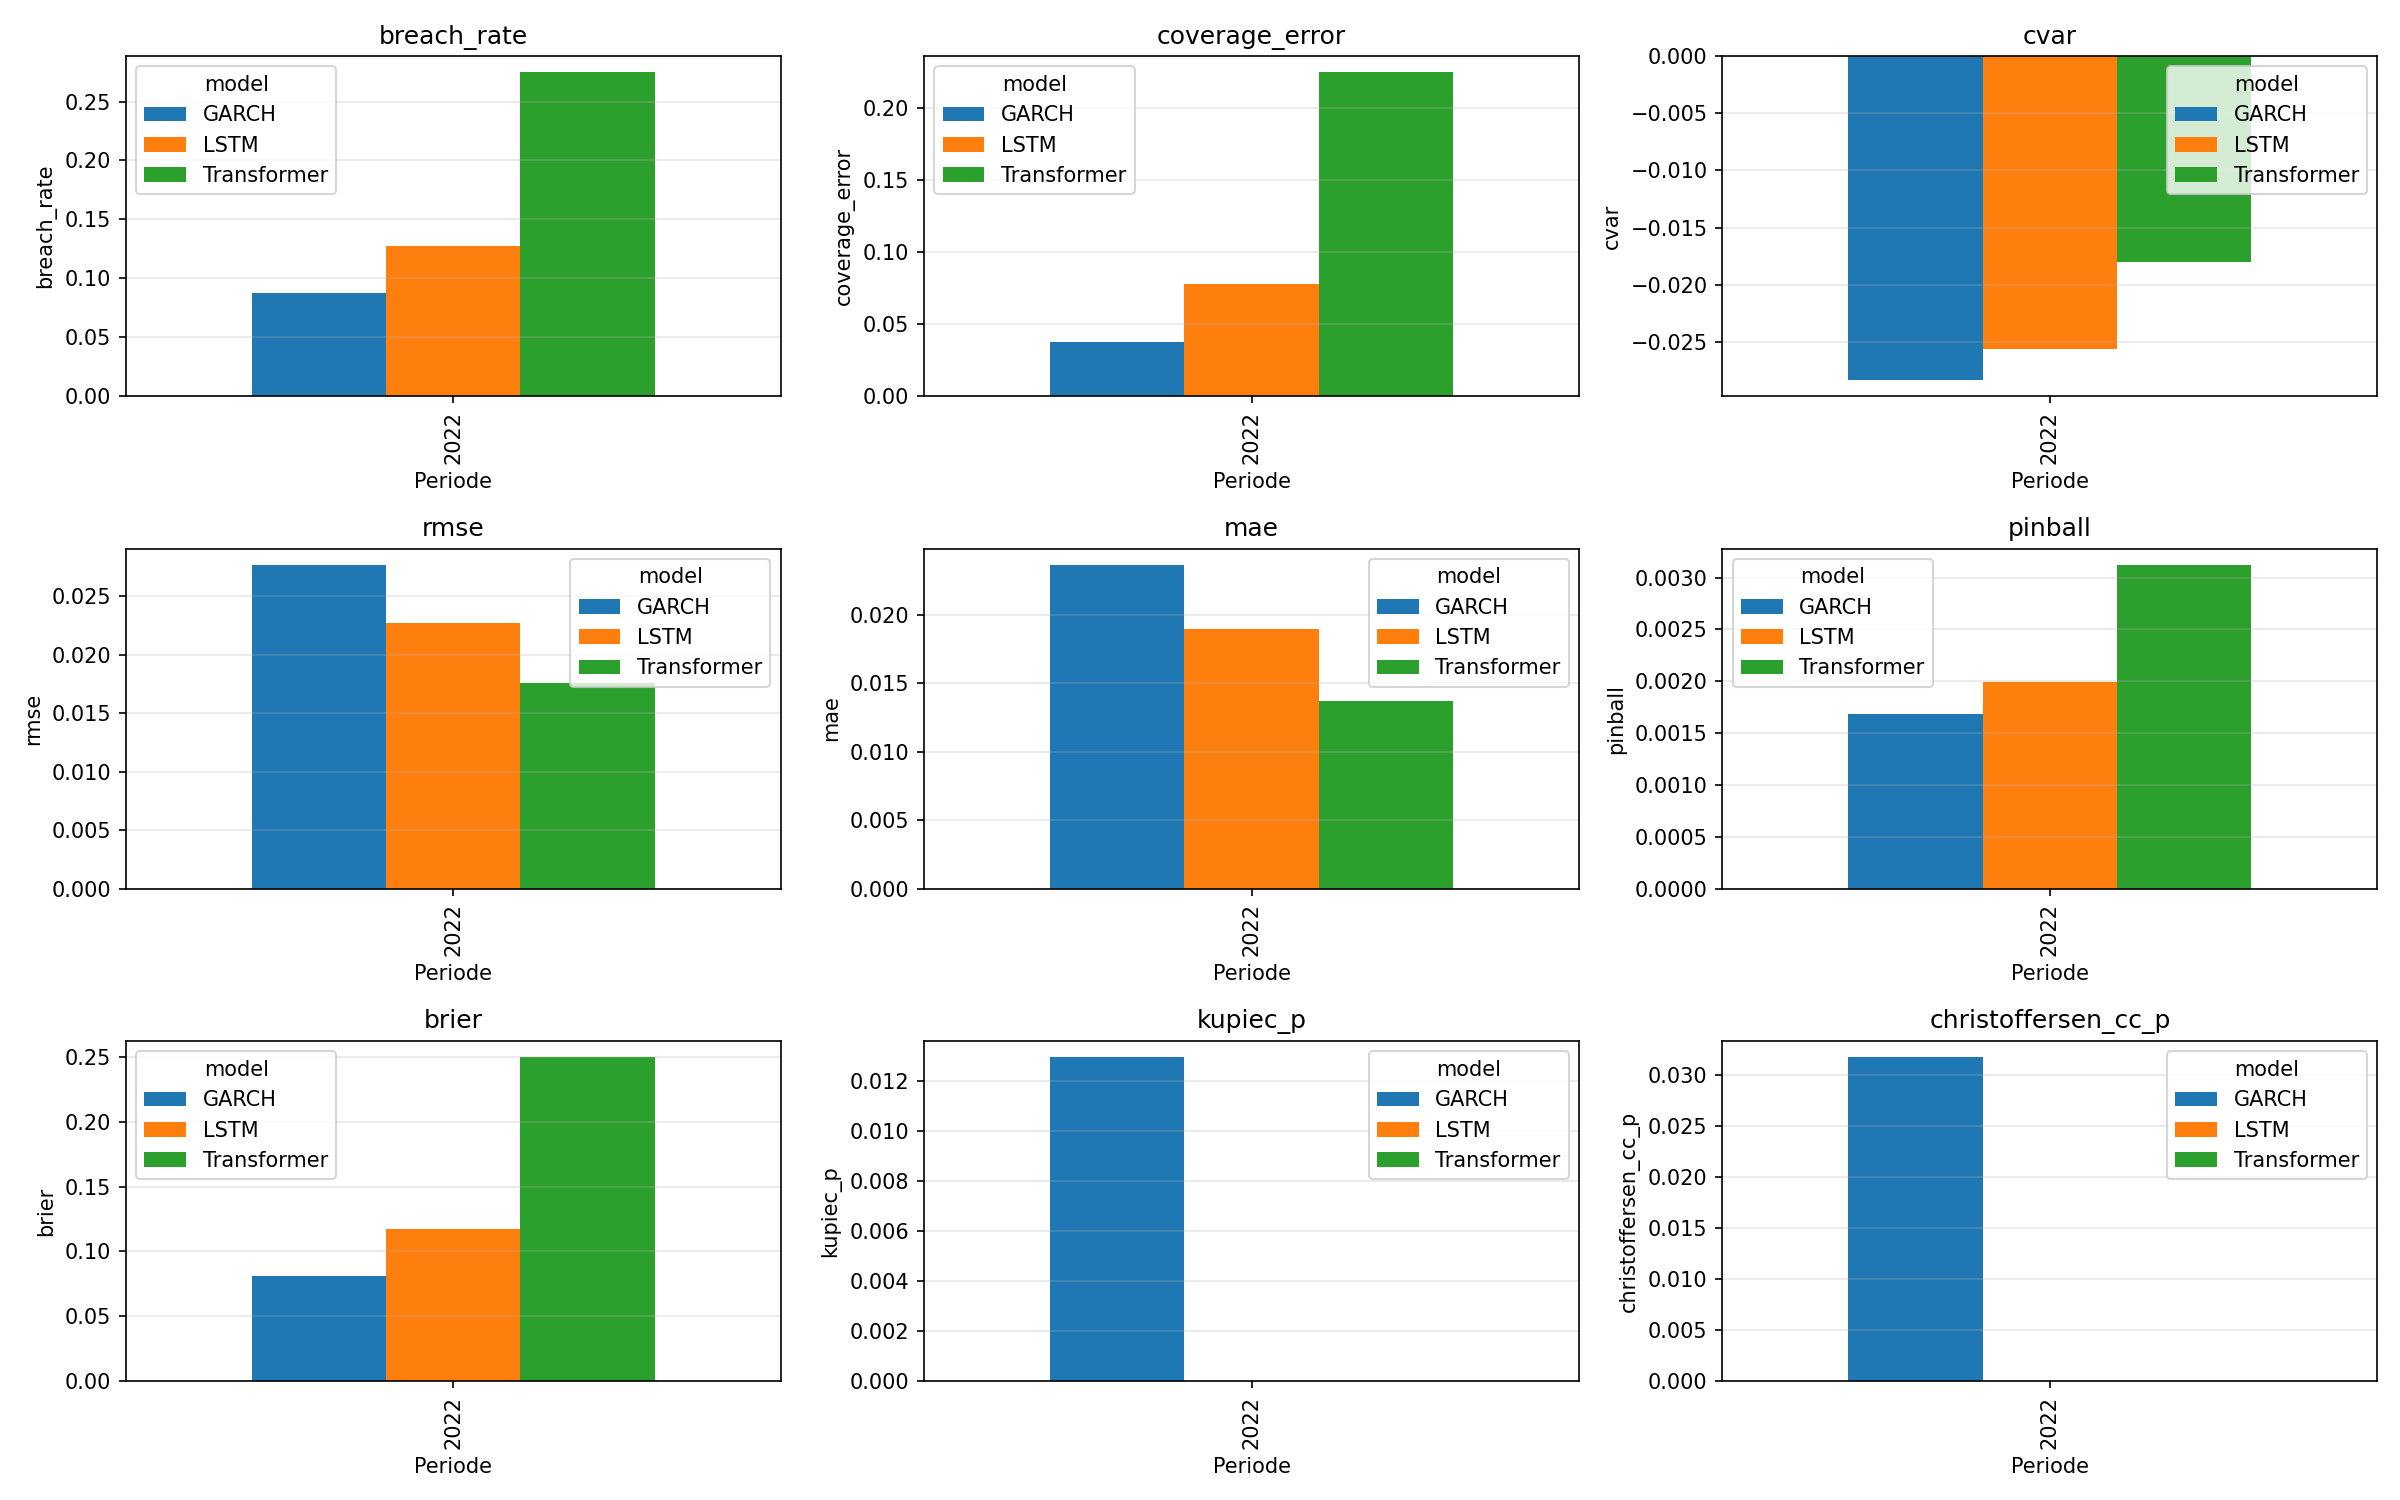 breach_rate
model
GARCH
LSTM
Transformer
0.25
0.20
0.15
0.10
0.05
0.00
breach_rate
2022
Periode
coverage_error
model
GARCH
LSTM
Transformer
0.20
0.15
0.10
0.05
0.00
coverage_error
2022
Periode
cvar
model
GARCH
LSTM
Transformer
0.000
−0.005
−0.010
−0.015
−0.020
−0.025
cvar
2022
Periode
rmse
model
GARCH
LSTM
Transformer
0.025
0.020
0.015
0.010
0.005
0.000
rmse
2022
Periode
mae
model
GARCH
LSTM
Transformer
0.020
0.015
0.010
0.005
0.000
mae
2022
Periode
pinball
model
GARCH
LSTM
Transformer
0.0030
0.0025
0.0020
0.0015
0.0010
0.0005
0.0000
pinball
2022
Periode
brier
model
GARCH
LSTM
Transformer
0.25
0.20
0.15
0.10
0.05
0.00
brier
2022
Periode
kupiec_p
model
GARCH
LSTM
Transformer
0.012
0.010
0.008
0.006
0.004
0.002
0.000
kupiec_p
2022
Periode
christoffersen_cc_p
model
GARCH
LSTM
Transformer
0.030
0.025
0.020
0.015
0.010
0.005
0.000
christoffersen_cc_p
2022
Periode